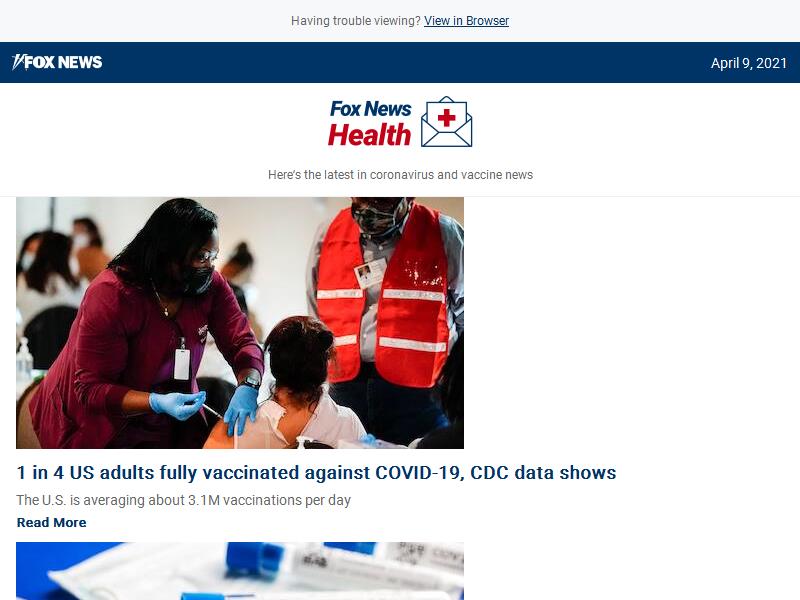 Having trouble viewing? View in Browser
FOX NEWS
April 9, 2021
Fox News
Health
Here's the latest in coronavirus and vaccine news
1 in 4 US adults fully vaccinated against COVID-19, CDC data shows
The U.S. is averaging about 3.1M vaccinations per day
Read More